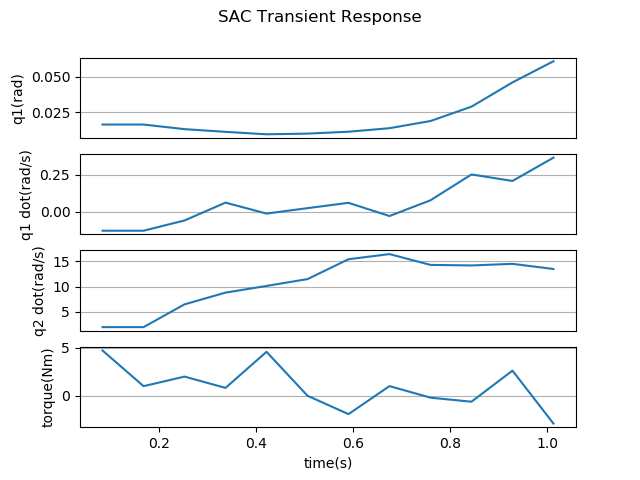 SAC Transient Response
0.050
0.025
q1(rad)
0.25
0.00
q1 dot(rad/s)
15
10
5
q2 dot(rad/s)
5
0
torque(Nm)
0.2 0.4 0.6 0.8 1.0
time(s)